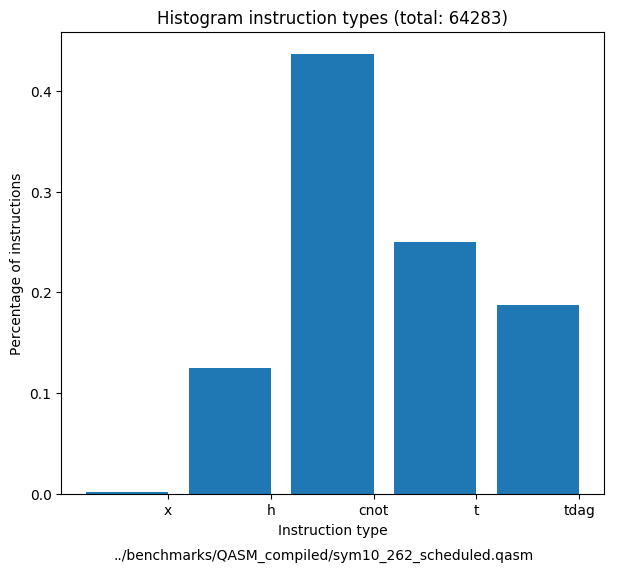 Histogram instruction types (total: 64283)
Percentage of instructions
0.4
0.3
0.2
0.1
0.0
x h cnot t tdag
Instruction type
../benchmarks/QASM_compiled/sym10_262_scheduled.qasm